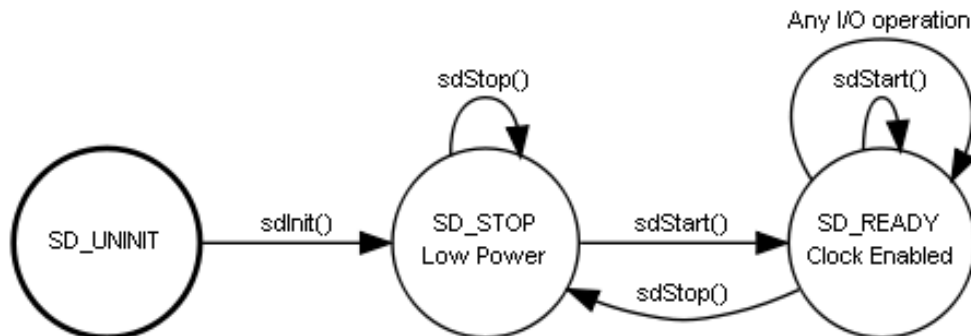 Any I/O operation
sdStop()
sdStart()
SD_UNINIT
sdInit()
SD_STOP
Low Power
sdStart()
SD_READY
Clock Enabled
sdStop()